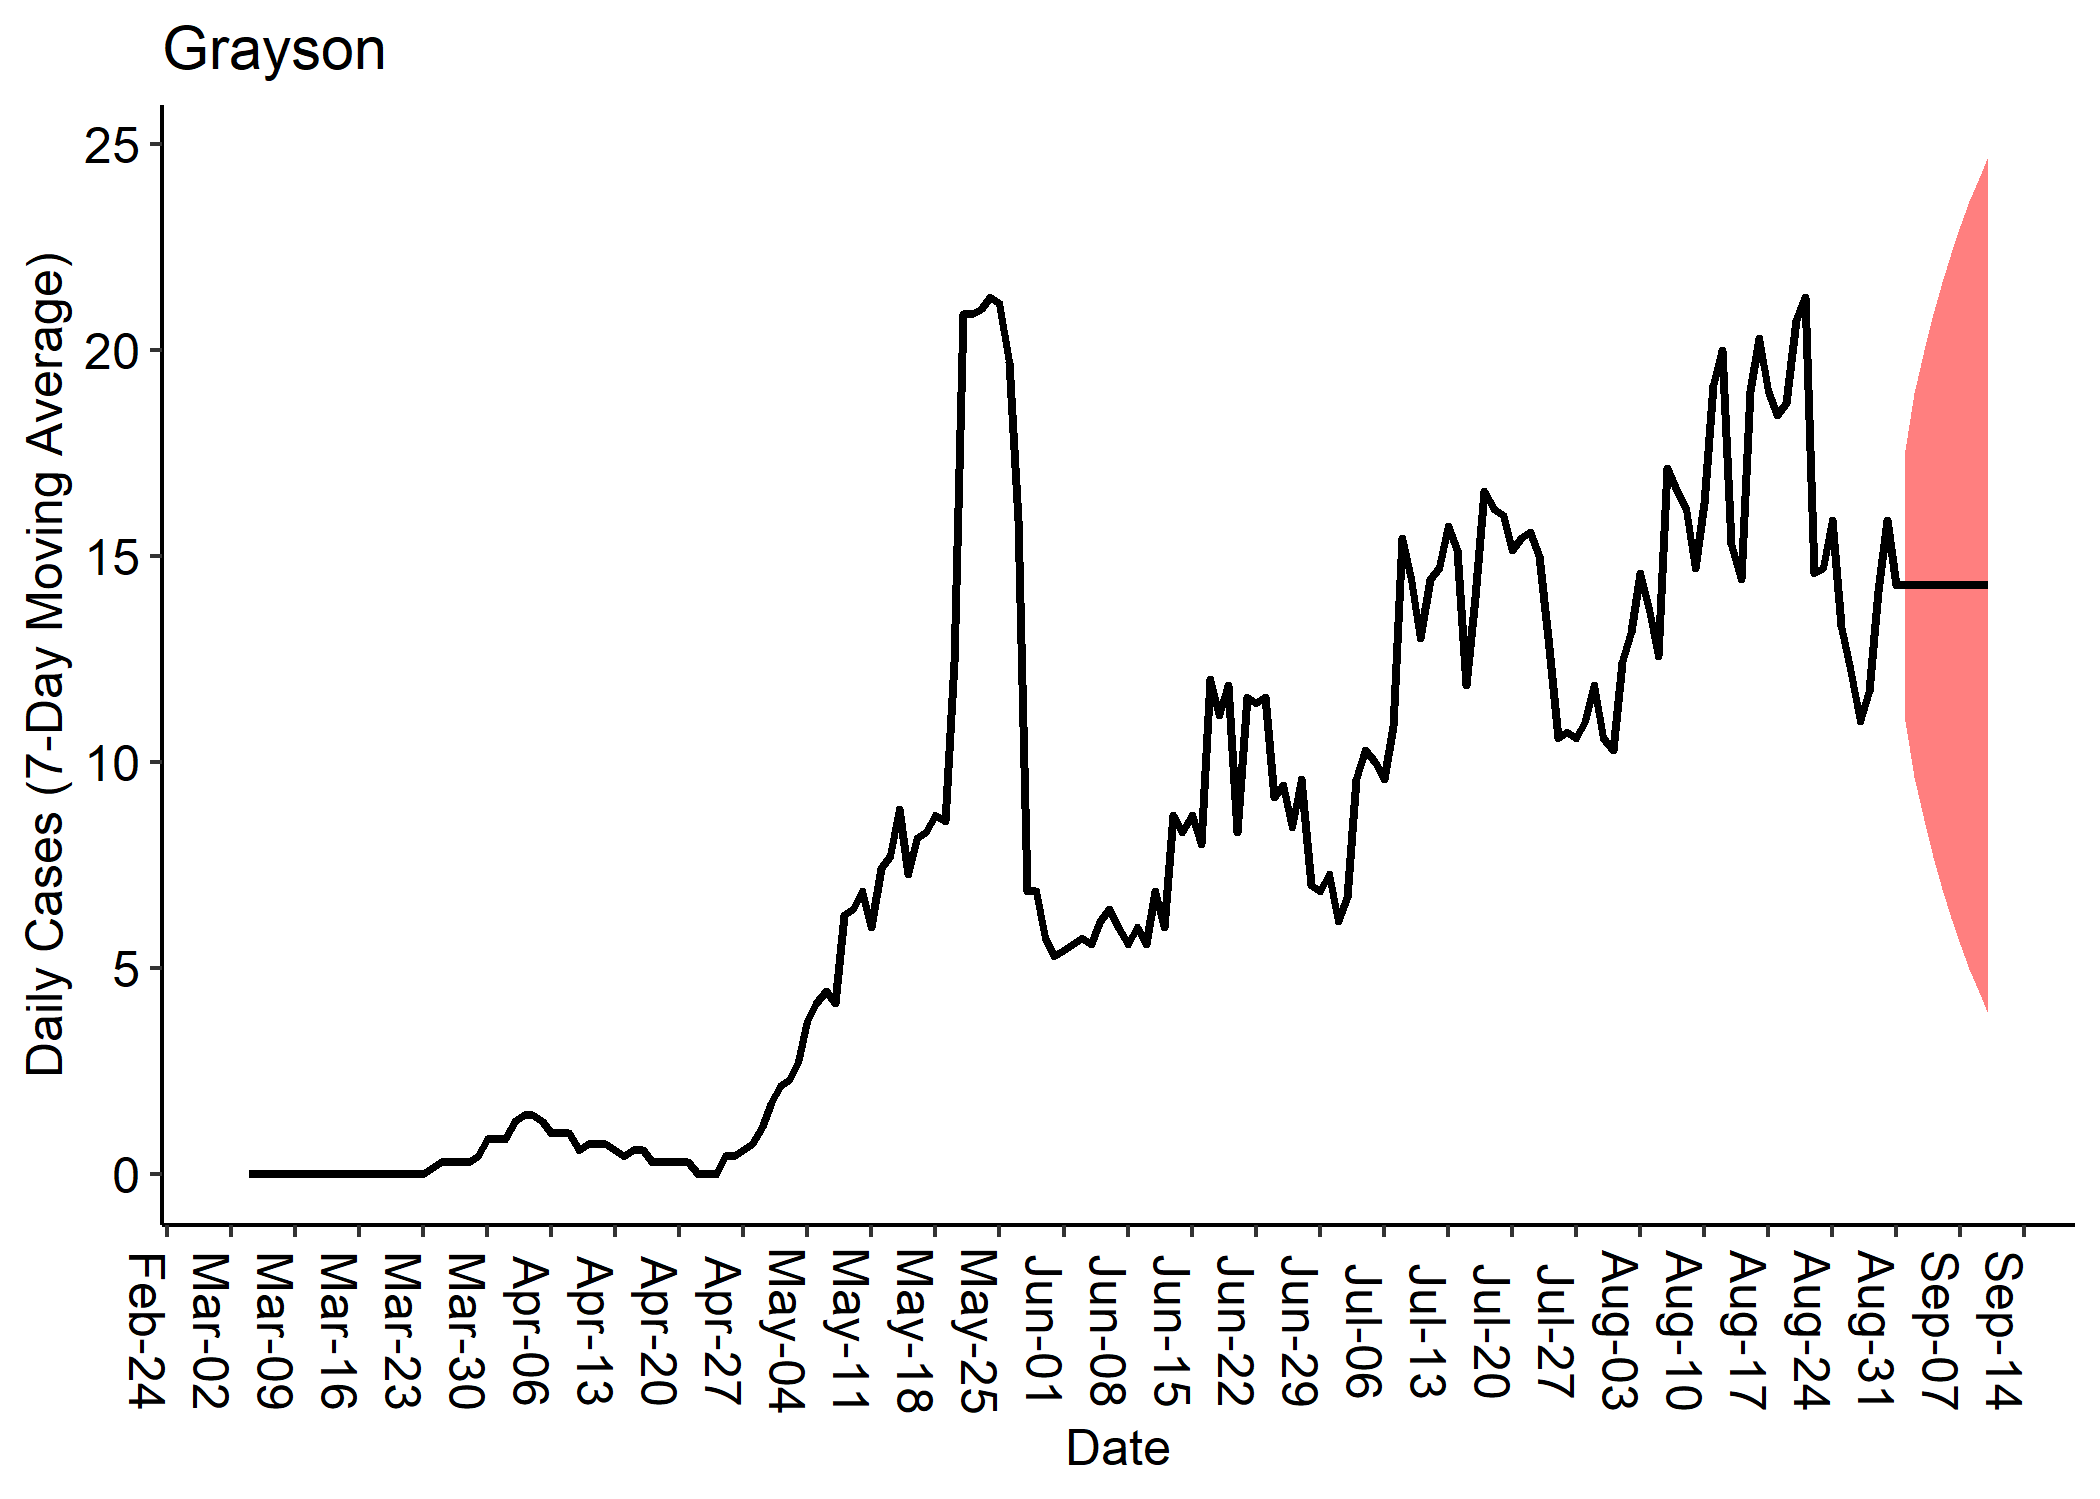 Grayson
Daily Cases (7-Day Moving Average)
25
20
15
10
5
0
Feb-24
Mar-02
Mar-09
Mar-16
Mar-23
Mar-30
Apr-06
Apr-13
Apr-20
Apr-27
May-04
May-11
May-18
May-25
Jun-01
Jun-08
Jun-15
Jun-22
Jun-29
Jul-06
Jul-13
Jul-20
Jul-27
Aug-03
Aug-10
Aug-17
Aug-24
Aug-31
Sep-07
Sep-14
Date